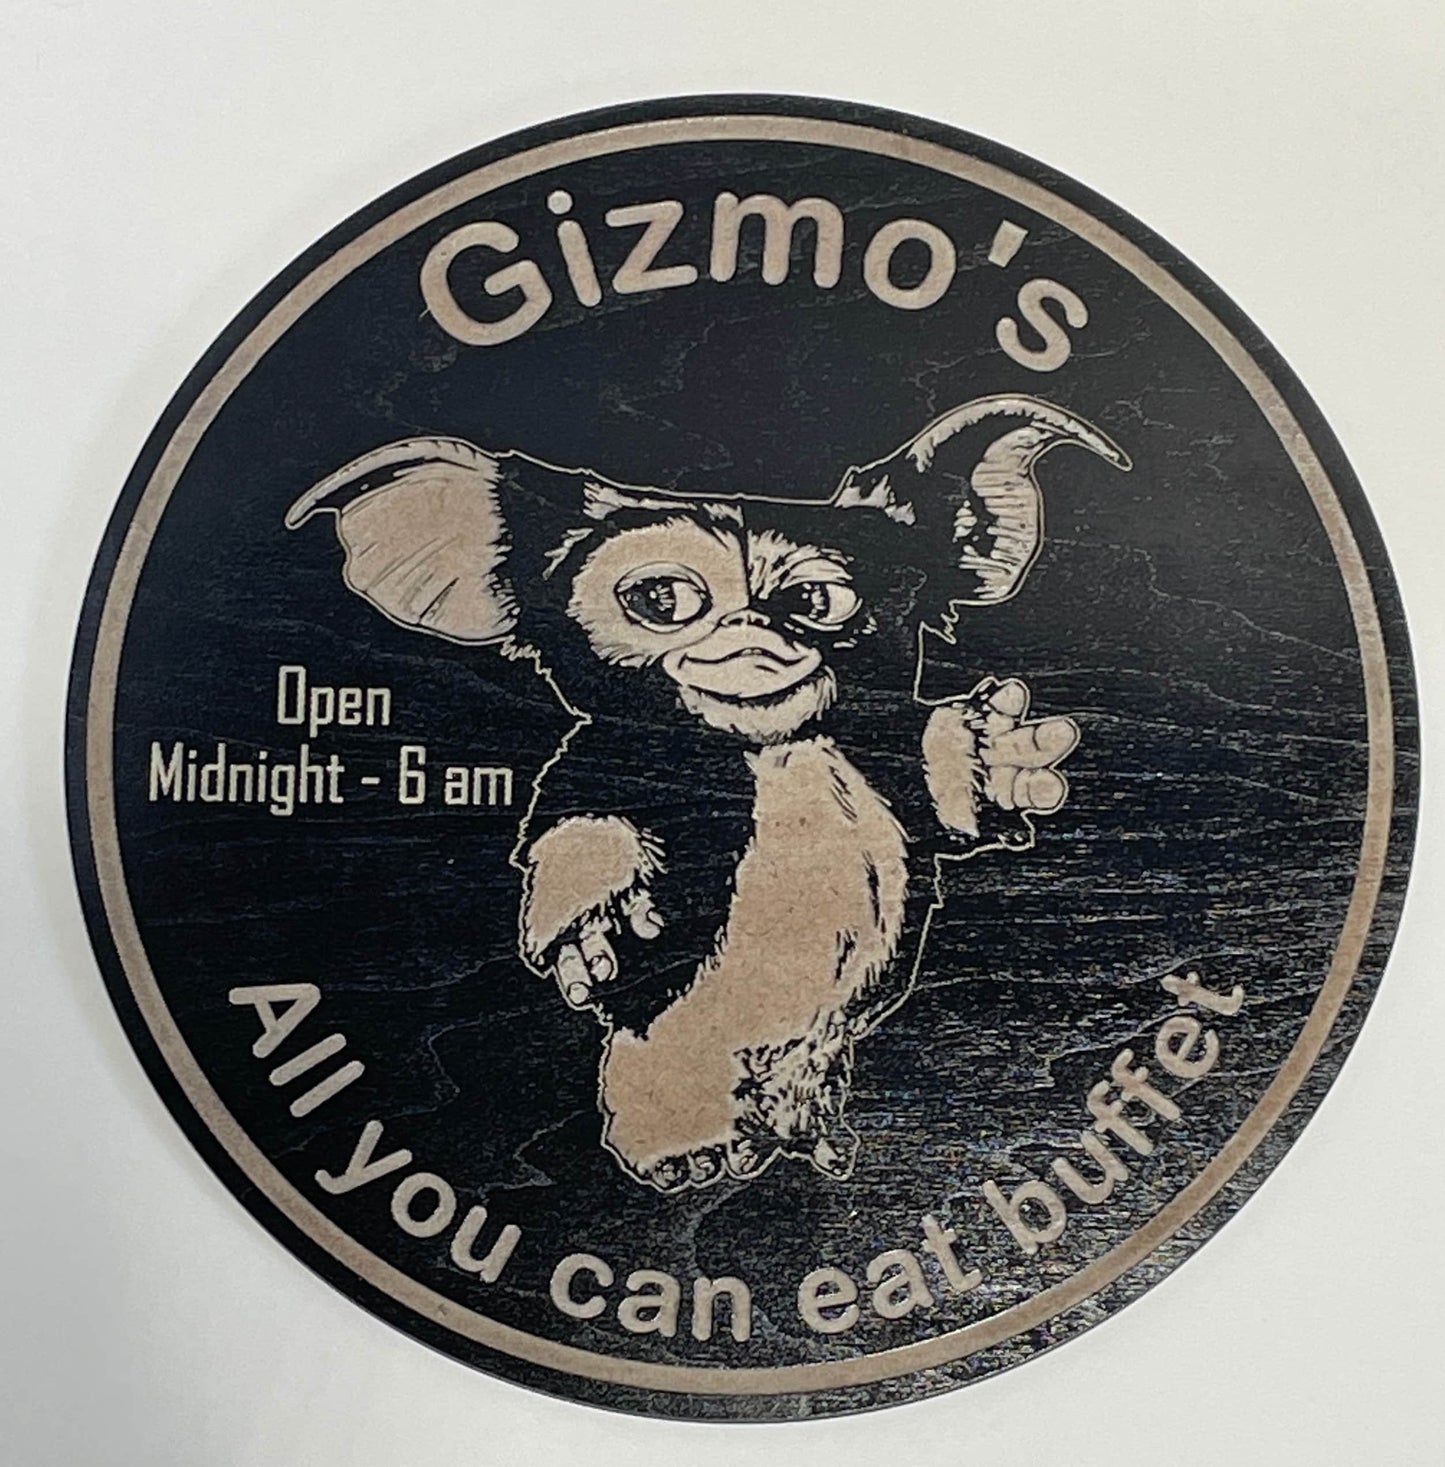 Gizmo's
Open
Midnight - 6 am
All you can eat buffet